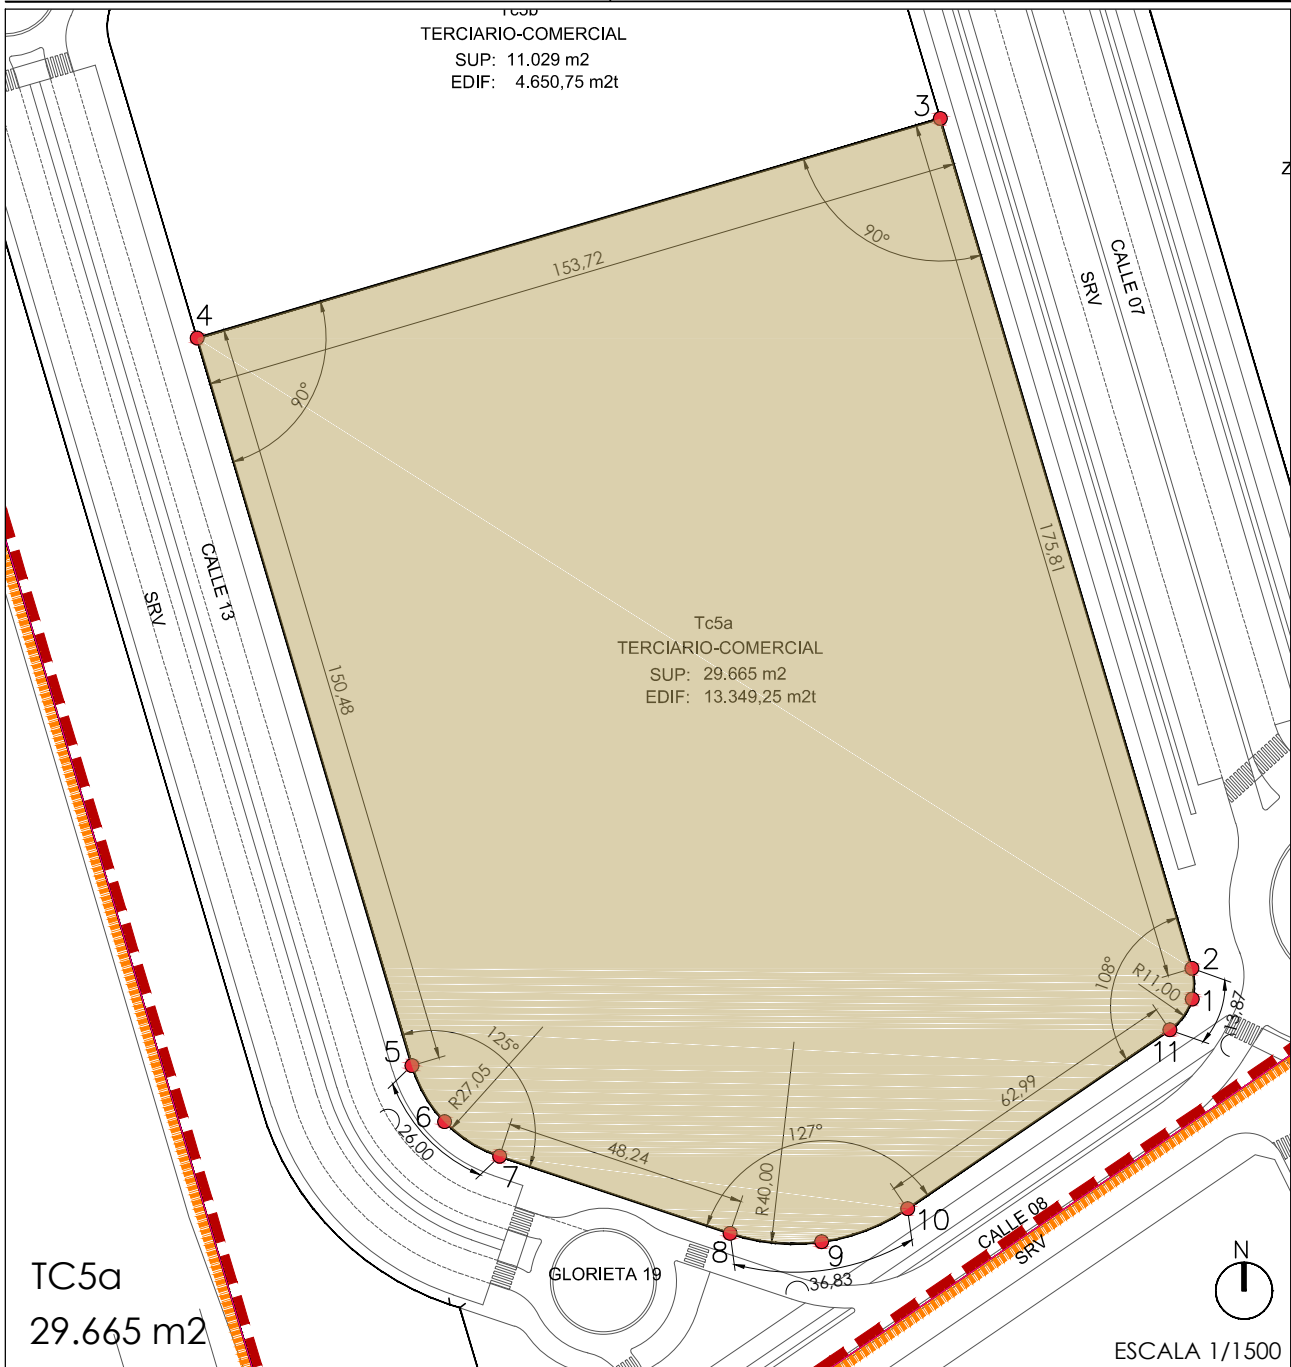 Tc5b
TERCIARIO-COMERCIAL
SUP: 11.029 m2
EDIF: 4.650,75 m2t
3
90°
153,72
CALLE 07
SRV
4
90°
175,81
CALLE 13
SRV
Tc5a
TERCIARIO-COMERCIAL
SUP: 29.665 m2
EDIF: 13.349,25 m2t
150,48
2
108°
R11,00
1
13,87
11
5
125°
R27,05
62,99
6
26,00
127°
48,24
7
R40,00
10
8
9
CALLE 08
SRV
36,83
GLORIETA 19
N
TC5a
29.665 m2
ESCALA 1/1500